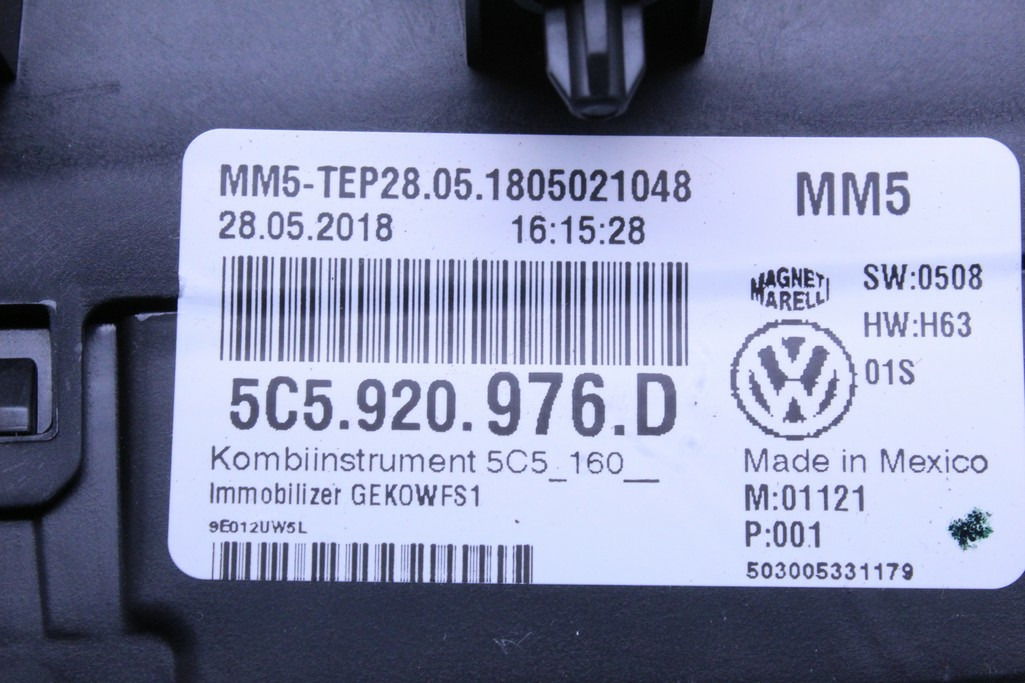 MM5-TEP28.05.1805021048
MM5
28.05.2018 16:15:28
MAGNETI
MARELLI
SW:0508
HW:H63
01S
5C5.920.976.D
Kombiinstrument 5C5_160__
Immobilizer GEKOWFS1
9E012UW5L
Made in Mexico
M:01121
P:001
503005331179